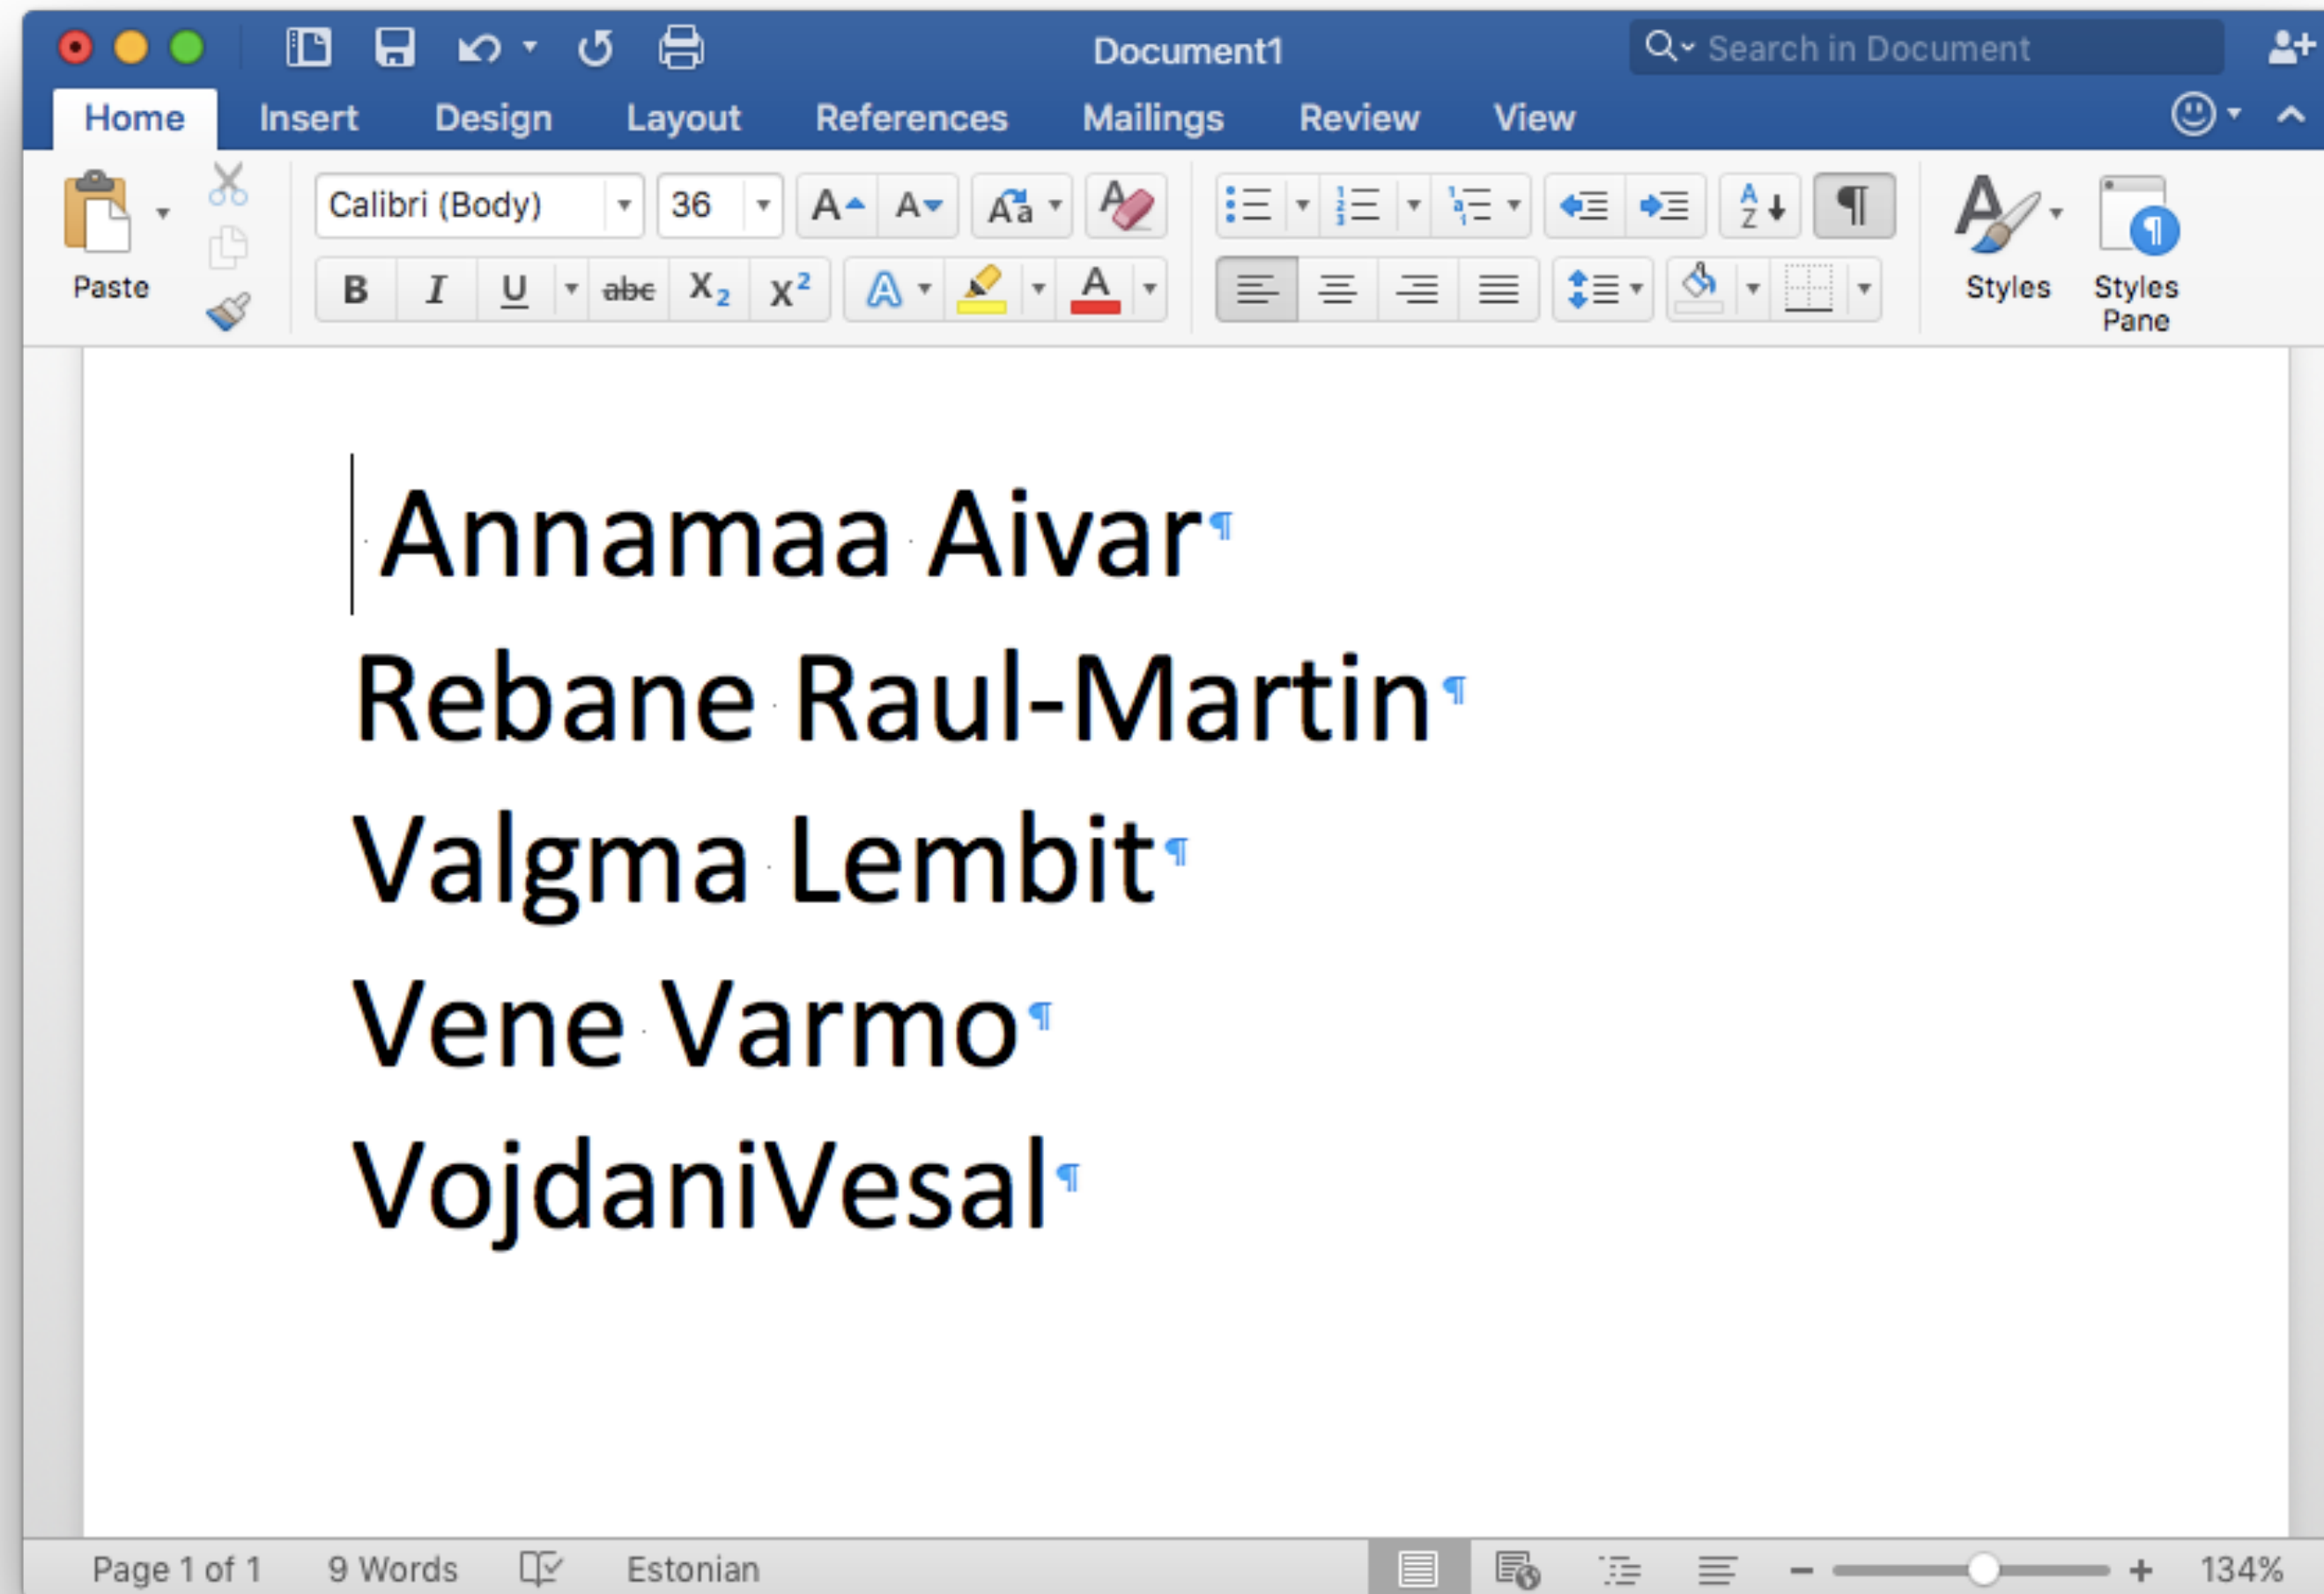 Document1
Search in Document
Home Insert Design Layout References Mailings Review View
Paste
Calibri (Body) 36
Styles
Styles Pane
Annamaa Aivar¶
Rebane Raul-Martin¶
Valgma Lembit¶
Vene Varmo¶
VojdaniVesal¶
Page 1 of 1 9 Words Estonian 134%